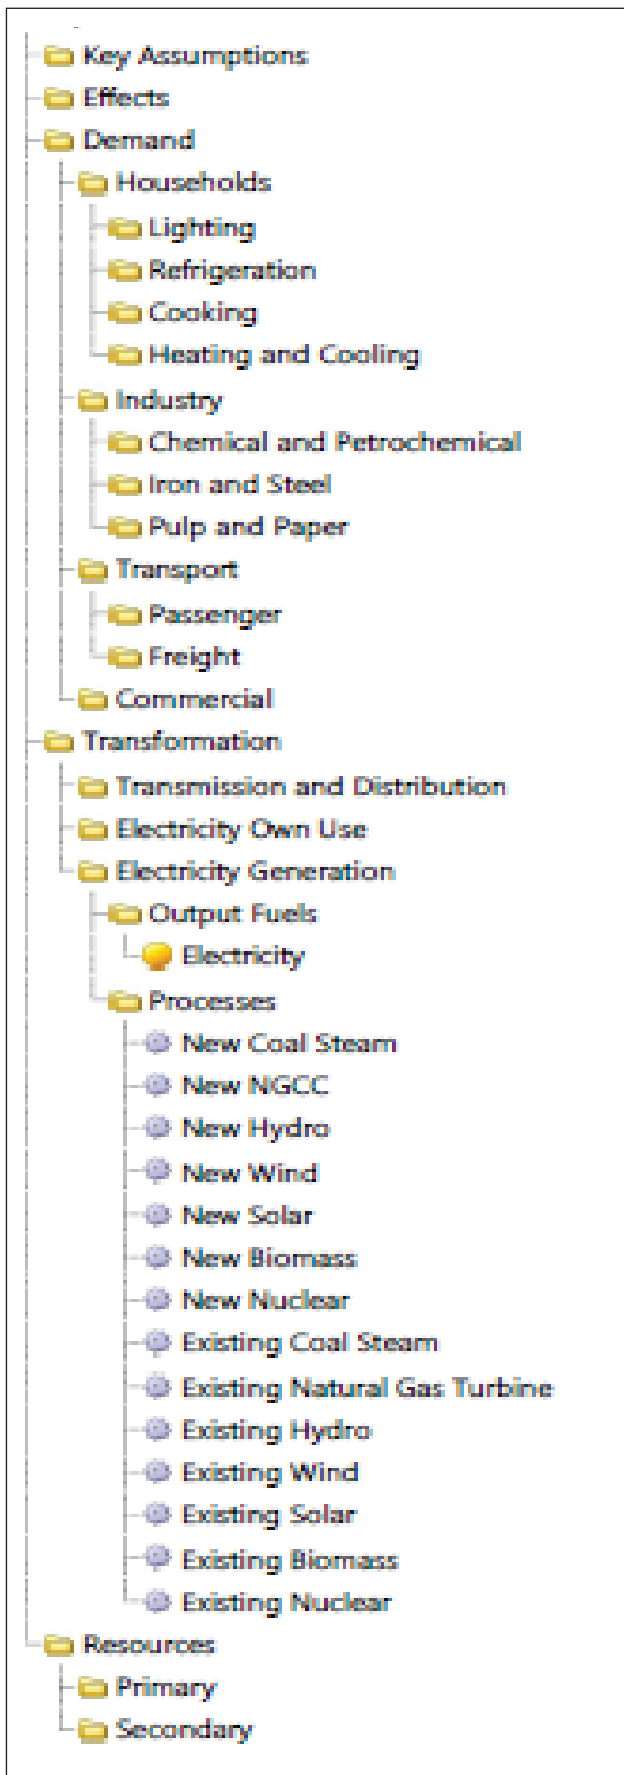 Key Assumptions
Effects
Demand
Households
Lighting
Refrigeration
Cooking
Heating and Cooling
Industry
Chemical and Petrochemical
Iron and Steel
Pulp and Paper
Transport
Passenger
Freight
Commercial
Transformation
Transmission and Distribution
Electricity Own Use
Electricity Generation
Output Fuels
Electricity
Processes
New Coal Steam
New NGCC
New Hydro
New Wind
New Solar
New Biomass
New Nuclear
Existing Coal Steam
Existing Natural Gas Turbine
Existing Hydro
Existing Wind
Existing Solar
Existing Biomass
Existing Nuclear
Resources
Primary
Secondary